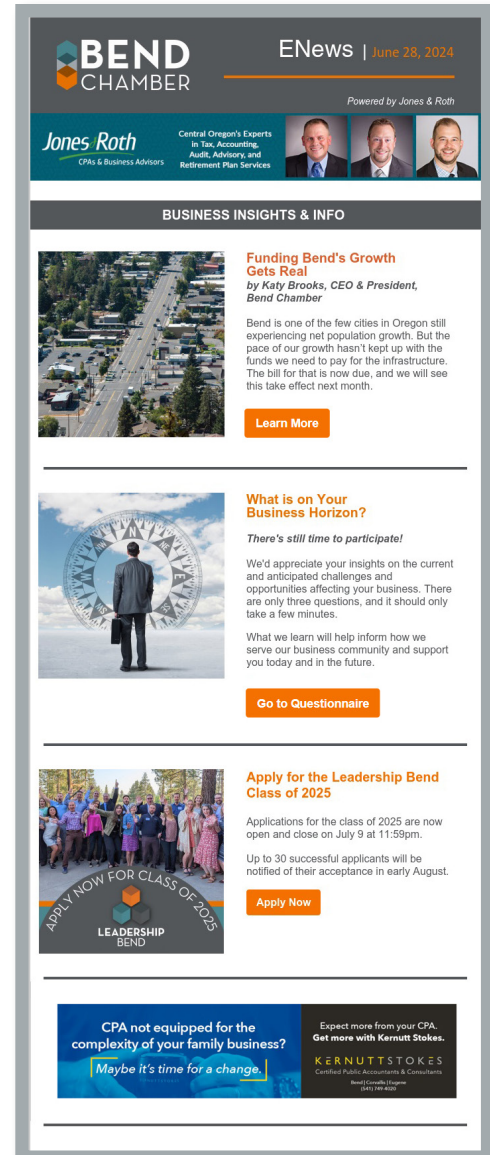 BEND
CHAMBER
ENews | June 28, 2024
Powered by Jones & Roth
Jones & Roth
CPAs & Business Advisors
Central Oregon's Experts
in Tax, Accounting,
Audit, Advisory, and
Retirement Plan Services
BUSINESS INSIGHTS & INFO
Funding Bend's Growth
Gets Real
by Katy Brooks, CEO & President,
Bend Chamber
Bend is one of the few cities in Oregon still
experiencing net population growth. But the
pace of our growth hasn't kept up with the
funds we need to pay for the infrastructure.
The bill for that is now due, and we will see
this take effect next month.
Learn More
N
N
E
E
W
W
S
What is on Your
Business Horizon?
There's still time to participate!
We'd appreciate your insights on the current
and anticipated challenges and
opportunities affecting your business. There
are only three questions, and it should only
take a few minutes.
What we learn will help inform how we
serve our business community and support
you today and in the future.
Go to Questionnaire
APPLY NOW FOR CLASS OF 2025
LEADERSHIP
BEND
Apply for the Leadership Bend
Class of 2025
Applications for the class of 2025 are now
open and close on July 9 at 11:59pm.
Up to 30 successful applicants will be
notified of their acceptance in early August.
Apply Now
CPA not equipped for the
complexity of your family business?
Maybe it's time for a change.
Expect more from your CPA.
Get more with Kernutt Stokes.
KERNUTT STOKES
Certified Public Accountants & Consultants
Bend | Corvallis | Eugene
(541) 749-4020